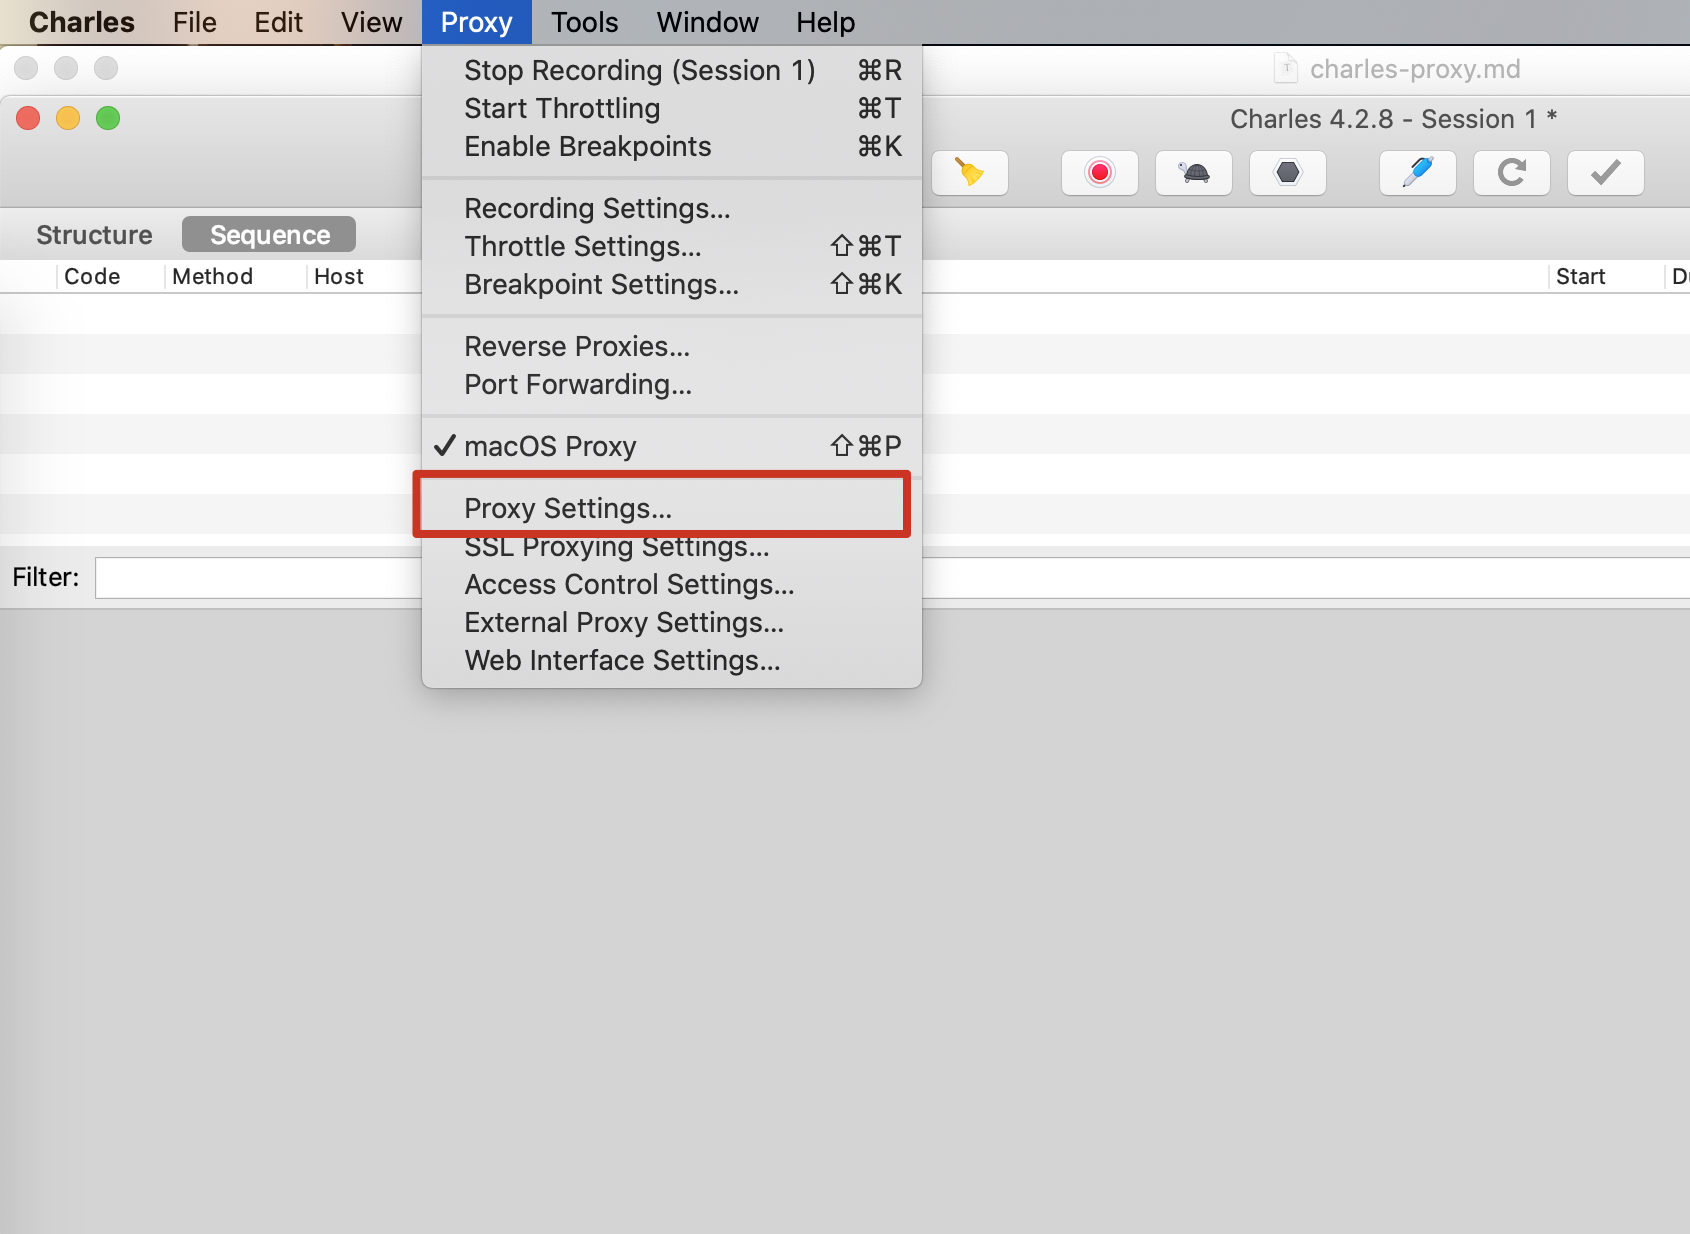 Charles File Edit View Proxy Tools Window Help
charles-proxy.md
Charles 4.2.8 - Session 1 *
Stop Recording (Session 1) ⌘R
Start Throttling ⌘T
Enable Breakpoints ⌘K
Recording Settings...
Throttle Settings... ⇧⌘T
Breakpoint Settings... ⇧⌘K
Reverse Proxies...
Port Forwarding...
✓ macOS Proxy ⇧⌘P
Proxy Settings...
SSL Proxying Settings...
Access Control Settings...
External Proxy Settings...
Web Interface Settings...
Structure Sequence
Code Method Host Start
Filter: